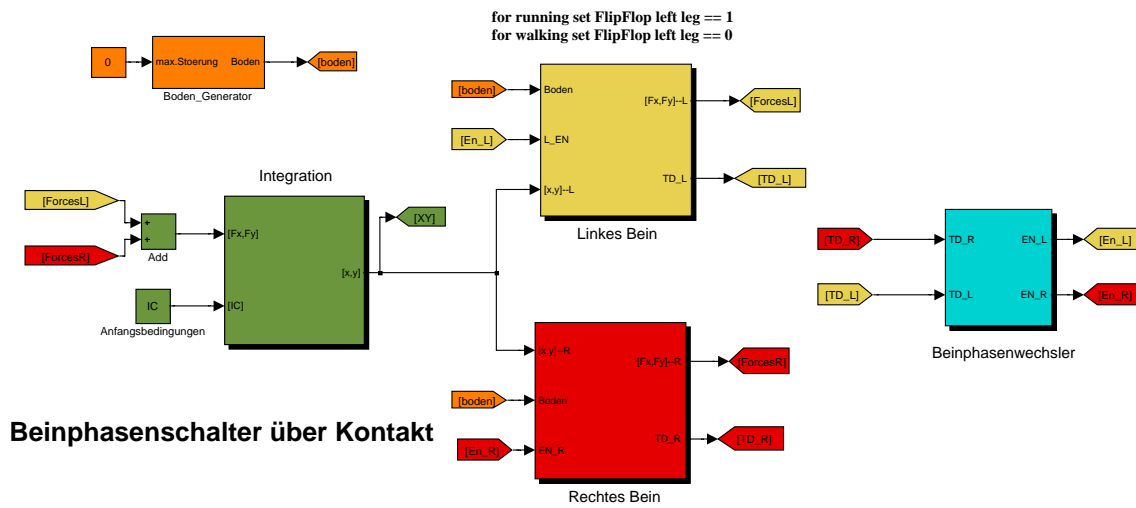 for running set FlipFlop left leg == 1
for walking set FlipFlop left leg == 0
0
max.Stoerung
Boden
[boden]
Boden_Generator
[boden]
Boden
[Fx,Fy]--L
[ForcesL]
[En_L]
L_EN
[x,y]--L
TD_L
[TD_L]
Linkes Bein
Integration
[ForcesL]
+
+
[ForcesR]
Add
[Fx,Fy]
[x,y]
[XY]
IC
[IC]
Anfangsbedingungen
[TD_R]
TD_R
EN_L
[En_L]
[TD_L]
TD_L
EN_R
[En_R]
Beinphasenwechsler
[x,y]--R
[Fx,Fy]--R
[ForcesR]
[boden]
Boden
[En_R]
EN_R
TD_R
[TD_R]
Rechtes Bein
Beinphasenschalter über Kontakt